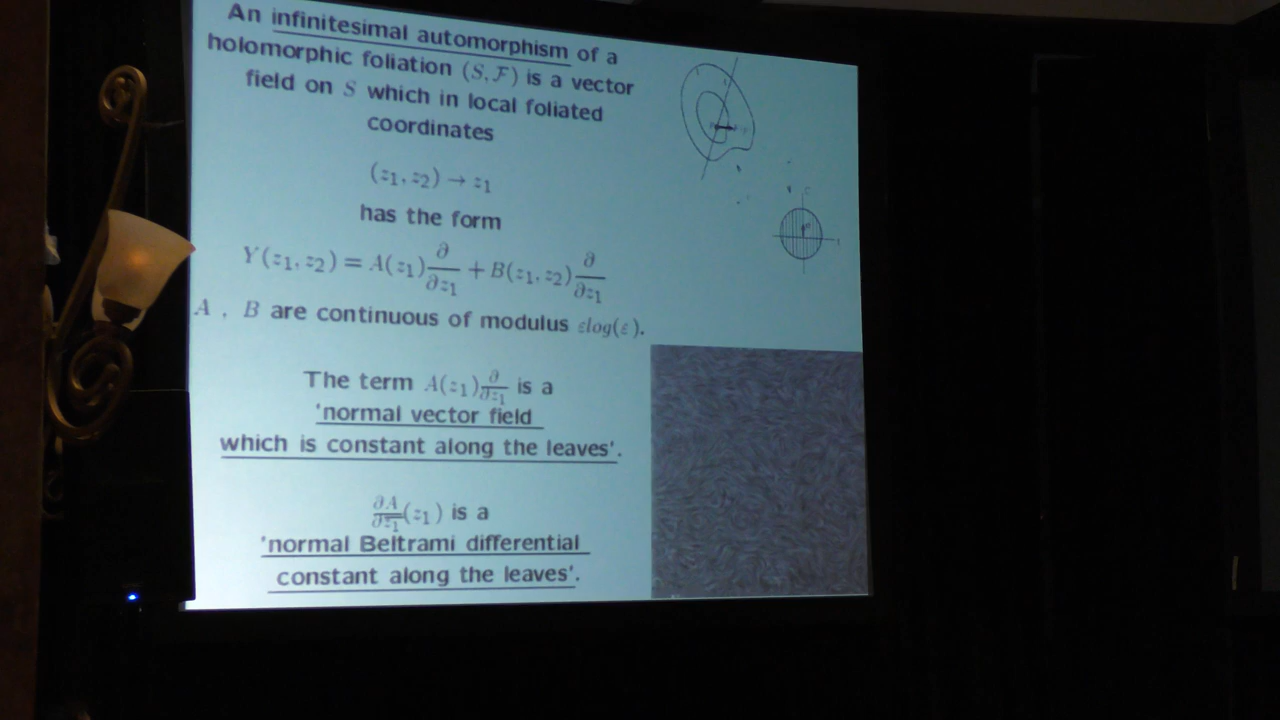 An infinitesimal automorphism of a
holomorphic foliation (S, ℱ) is a vector
field on S which in local foliated
coordinates
(z₁, z₂) → z₁
has the form
Y(z₁, z₂) = A(z₁) ∂/∂z₁ + B(z₁, z₂) ∂/∂z₁
A , B are continuous of modulus εlog(ε).
The term A(z₁) ∂/∂z₁ is a
'normal vector field
which is constant along the leaves'.
∂A/∂z̄₁ (z₁) is a
'normal Beltrami differential
constant along the leaves'.